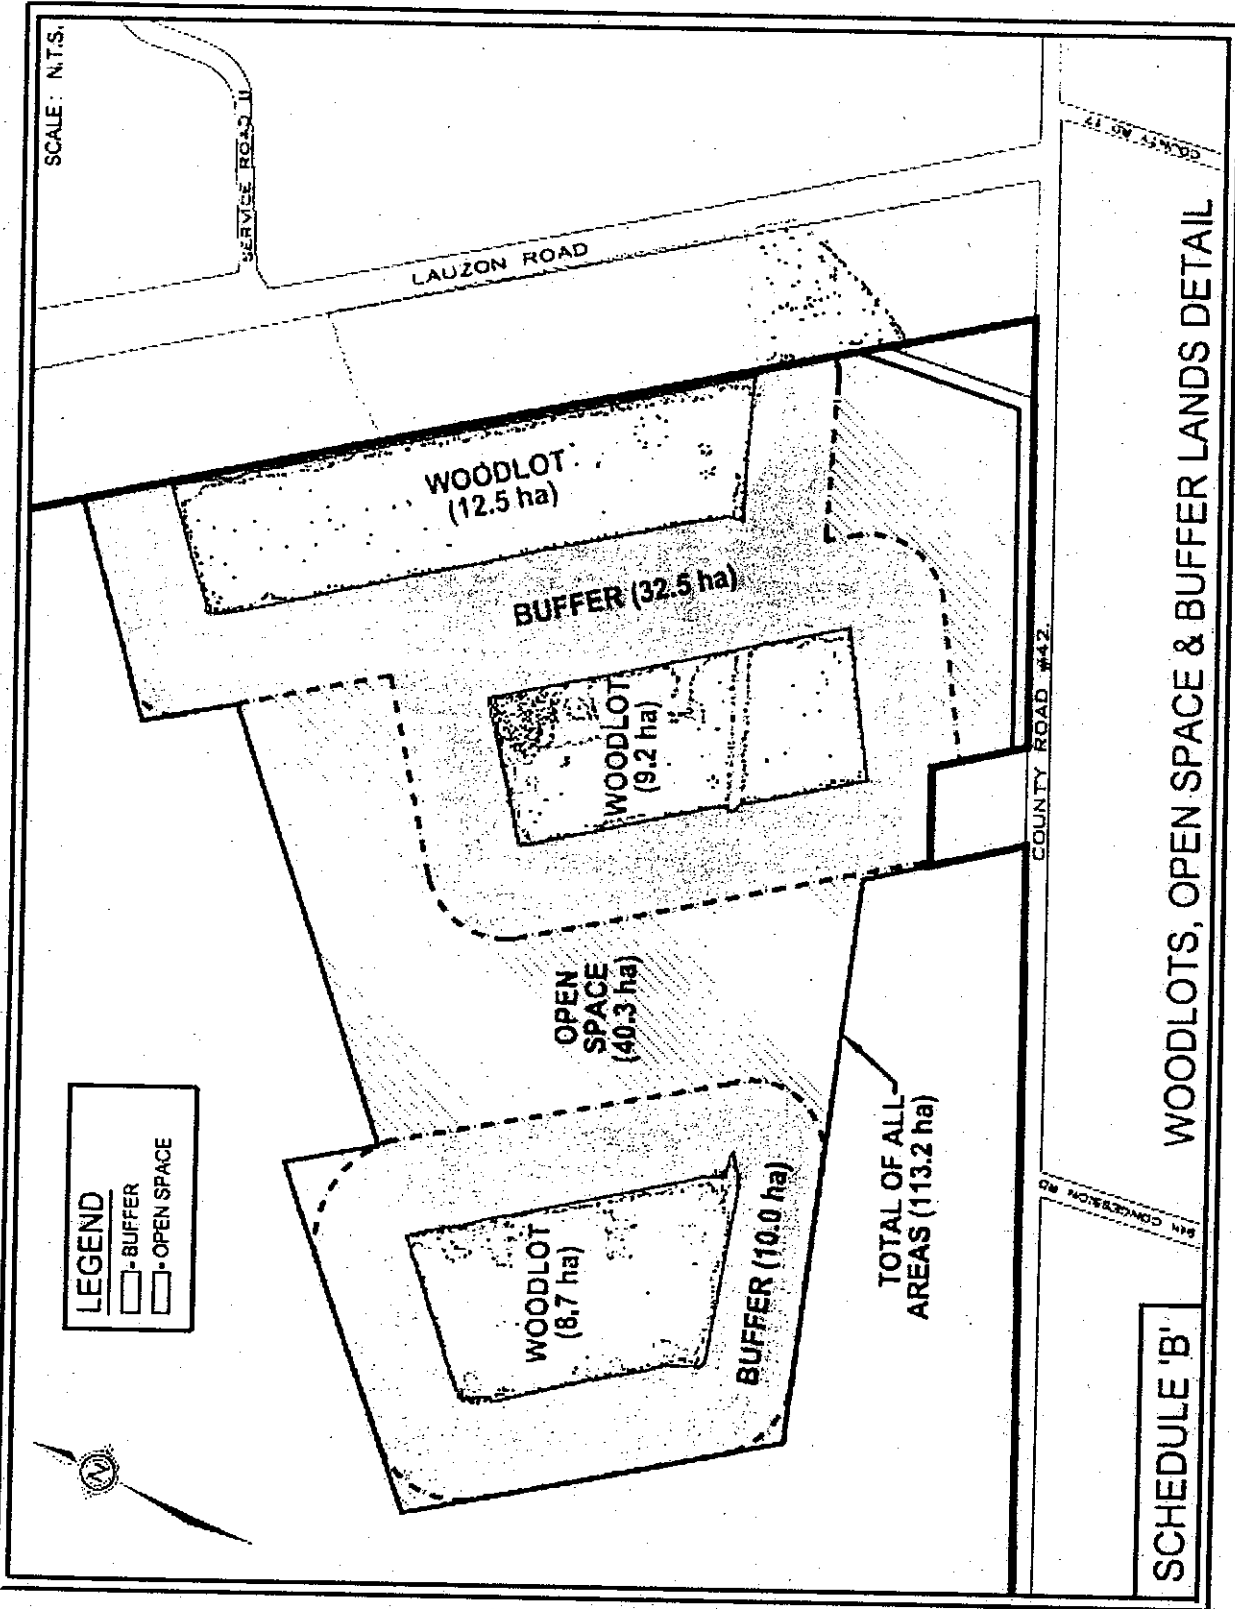 SCALE: N.T.S.
SERVICE ROAD
LAUZON ROAD
COUNTY RD 17
WOODLOT
(12.5 ha)
BUFFER (32.5 ha)
WOODLOT
(9.2 ha)
COUNTY ROAD #42
OPEN
SPACE
(40.3 ha)
LEGEND
- BUFFER
- OPEN SPACE
WOODLOT
(8.7 ha)
BUFFER (10.0 ha)
TOTAL OF ALL
AREAS (113.2 ha)
CONCESSION RD
N
WOODLOTS, OPEN SPACE & BUFFER LANDS DETAIL
SCHEDULE 'B'